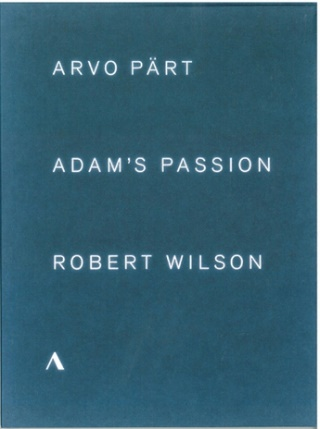 ARVO PÄRT
ADAM'S PASSION
ROBERT WILSON